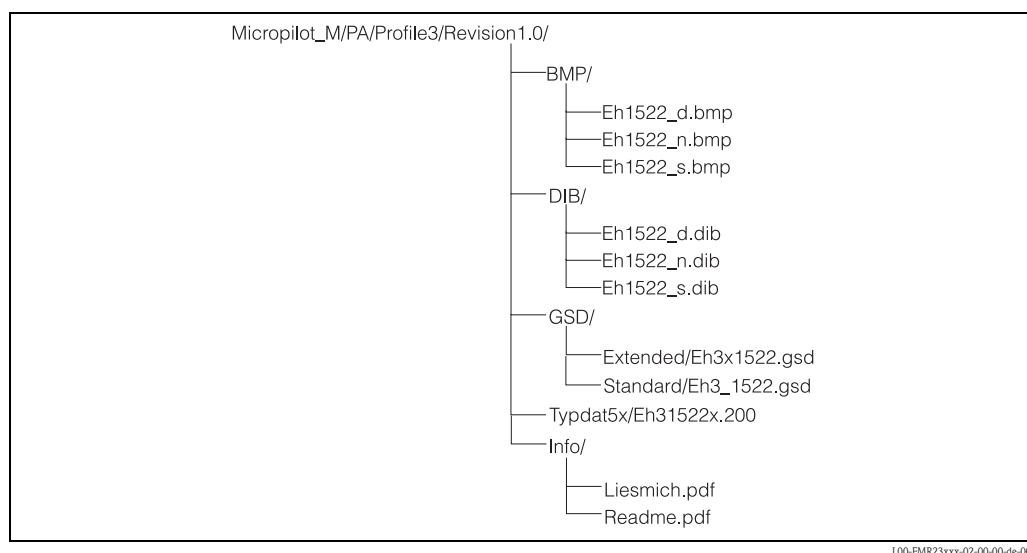 Micropilot_M/PA/Profile3/Revision1.0/
BMP/
Eh1522_d.bmp
Eh1522_n.bmp
Eh1522_s.bmp
DIB/
Eh1522_d.dib
Eh1522_n.dib
Eh1522_s.dib
GSD/
Extended/Eh3x1522.gsd
Standard/Eh3_1522.gsd
Typdat5x/Eh31522x.200
Info/
Liesmich.pdf
Readme.pdf